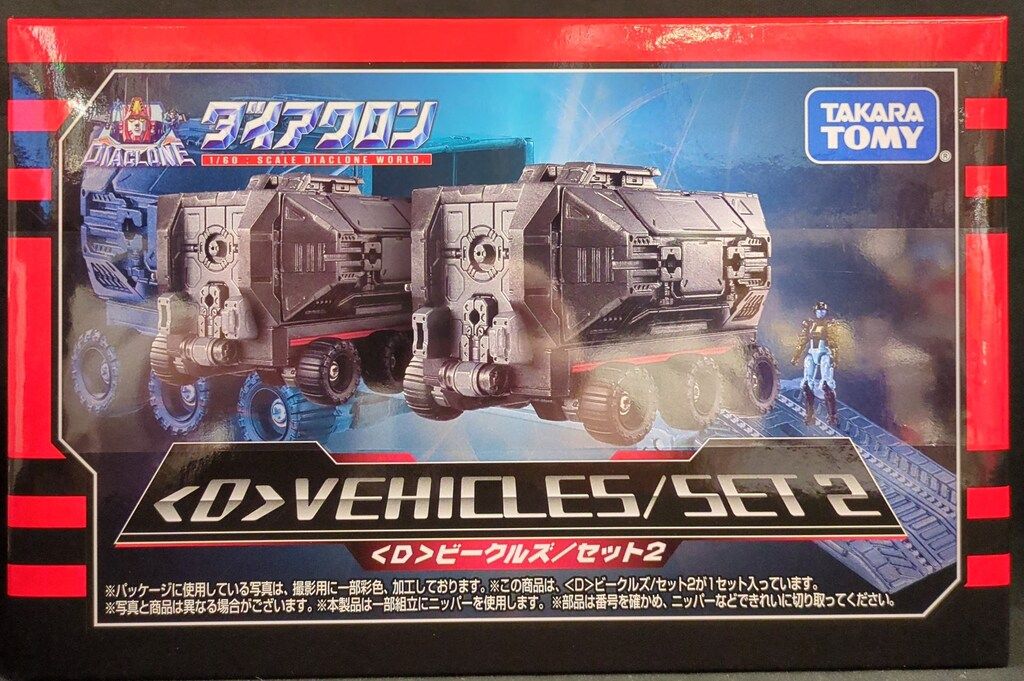 DIACLONE
ダイアクロン
1/60 : SCALE DIACLONE WORLD.
TAKARA
TOMY
®
<D>VEHICLES/SET 2
<D>ビークルズ/セット2
※パッケージに使用している写真は、撮影用に一部彩色、加工しております。※この商品は、<D>ビークルズ/セット2が1セット入っています。
※写真と商品は異なる場合がございます。※本製品は一部組立にニッパーを使用します。※部品は番号を確かめ、ニッパーなどできれいに切り取ってください。